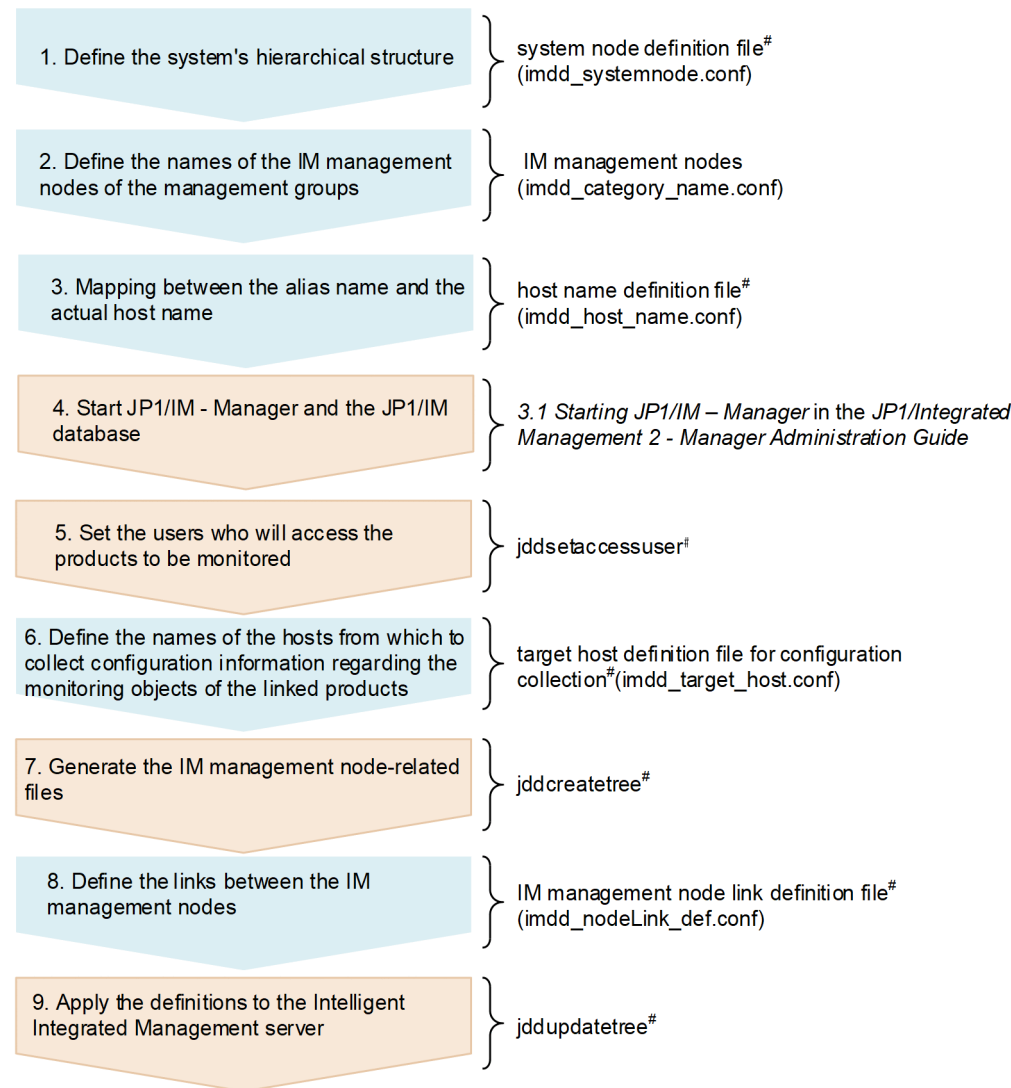 1. Define the system's hierarchical structure
system node definition file#
(imdd_systemnode.conf)
2. Define the names of the IM management
nodes of the management groups
IM management nodes
(imdd_category_name.conf)
3. Mapping between the alias name and the
actual host name
host name definition file#
(imdd_host_name.conf)
4. Start JP1/IM - Manager and the JP1/IM
database
3.1 Starting JP1/IM – Manager in the JP1/Integrated
Management 2 - Manager Administration Guide
5. Set the users who will access the
products to be monitored
jddsetaccessuser#
6. Define the names of the hosts from which to
collect configuration information regarding the
monitoring objects of the linked products
target host definition file for configuration
collection#(imdd_target_host.conf)
7. Generate the IM management node-related
files
jddcreatetree#
8. Define the links between the IM
management nodes
IM management node link definition file#
(imdd_nodeLink_def.conf)
9. Apply the definitions to the Intelligent
Integrated Management server
jddupdatetree#